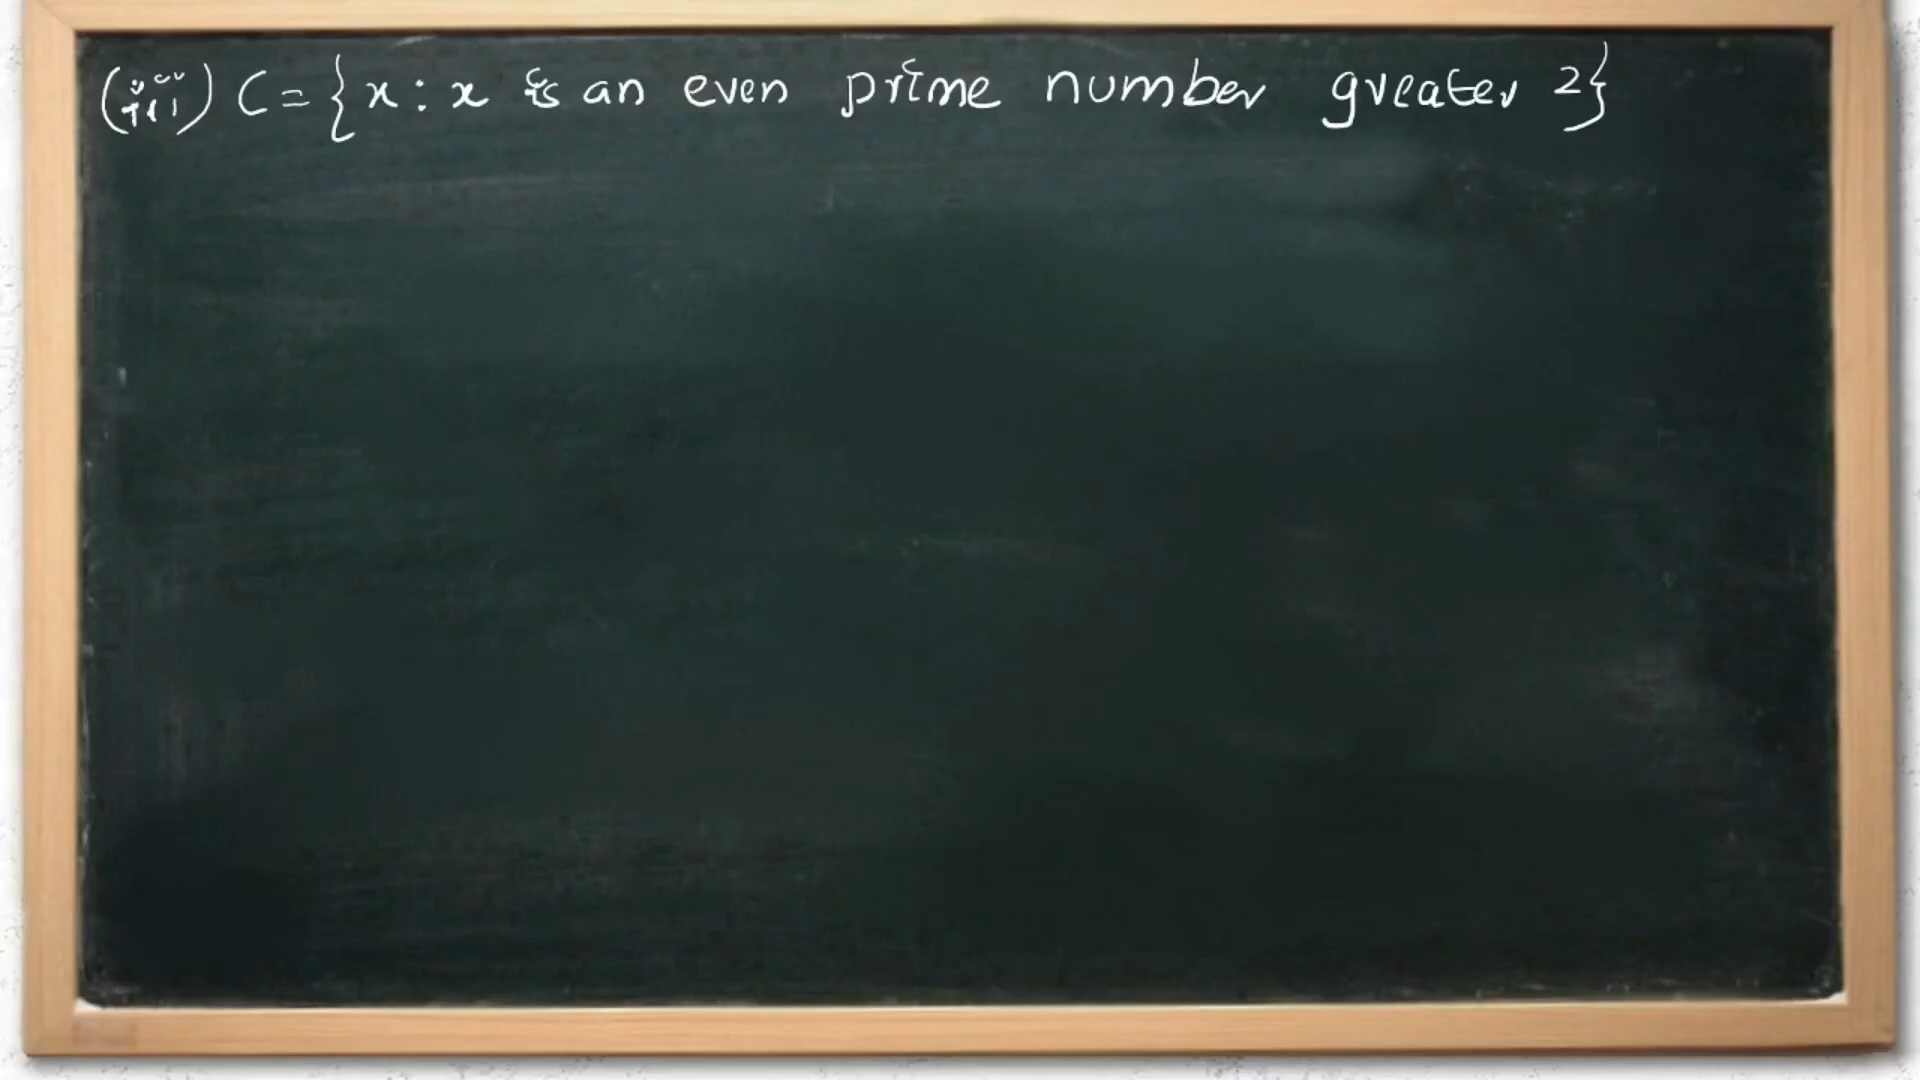 (iii) C = {x : x is an even prime number greater 2}